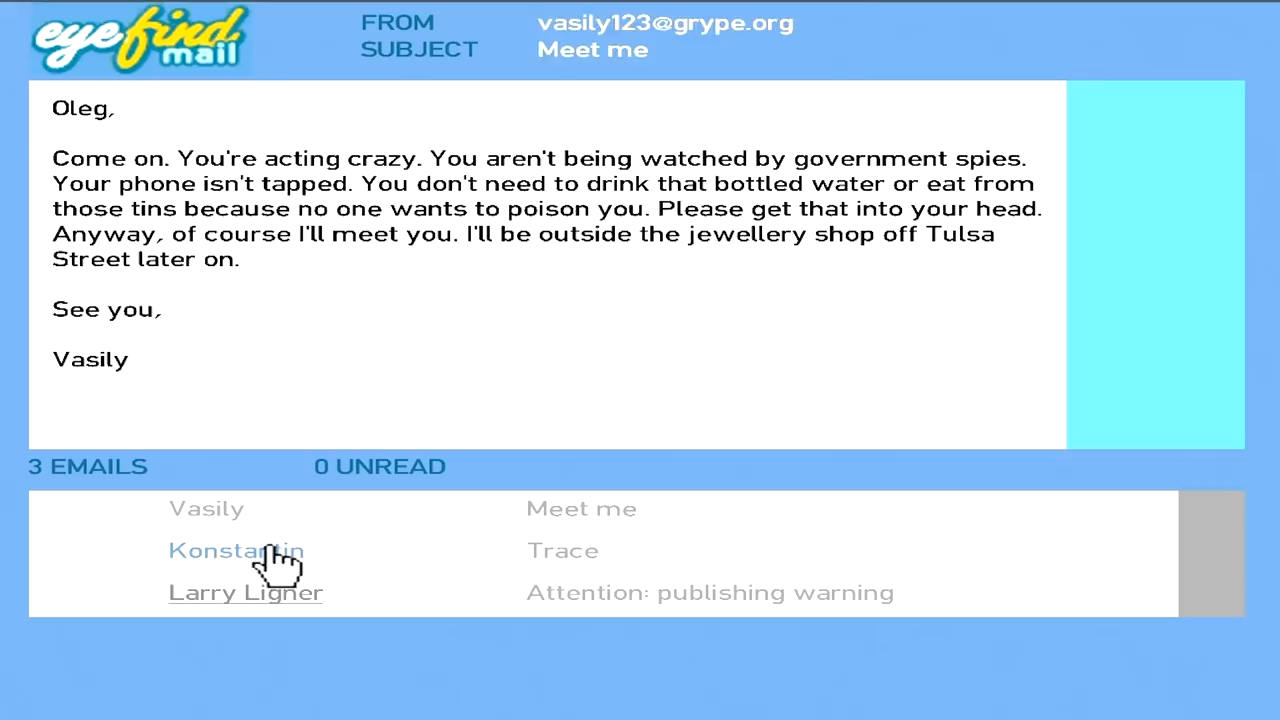 eyefind mail
FROM vasily123@grype.org
SUBJECT Meet me
Oleg,
Come on. You're acting crazy. You aren't being watched by government spies.
Your phone isn't tapped. You don't need to drink that bottled water or eat from
those tins because no one wants to poison you. Please get that into your head.
Anyway, of course I'll meet you. I'll be outside the jewellery shop off Tulsa
Street later on.
See you,
Vasily
3 EMAILS 0 UNREAD
Vasily Meet me
Konstantin Trace
Larry Ligner Attention: publishing warning